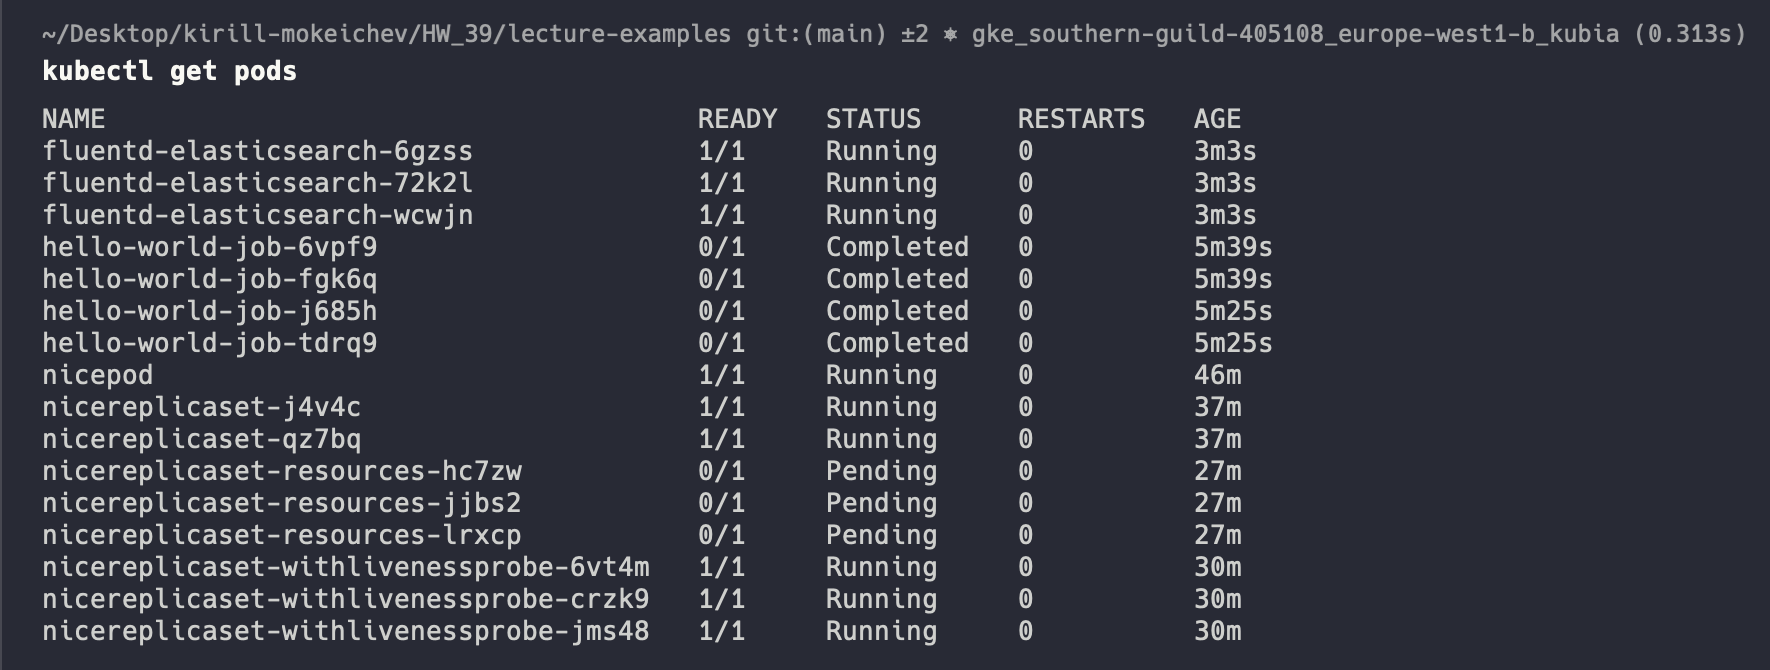 ~/Desktop/kirill-mokeichev/HW_39/lecture-examples git:(main) ±2 ⎈ gke_southern-guild-405108_europe-west1-b_kubia (0.313s)
kubectl get pods
NAME READY STATUS RESTARTS AGE
fluentd-elasticsearch-6gzss 1/1 Running 0 3m3s
fluentd-elasticsearch-72k2l 1/1 Running 0 3m3s
fluentd-elasticsearch-wcwjn 1/1 Running 0 3m3s
hello-world-job-6vpf9 0/1 Completed 0 5m39s
hello-world-job-fgk6q 0/1 Completed 0 5m39s
hello-world-job-j685h 0/1 Completed 0 5m25s
hello-world-job-tdrq9 0/1 Completed 0 5m25s
nicepod 1/1 Running 0 46m
nicereplicaset-j4v4c 1/1 Running 0 37m
nicereplicaset-qz7bq 1/1 Running 0 37m
nicereplicaset-resources-hc7zw 0/1 Pending 0 27m
nicereplicaset-resources-jjbs2 0/1 Pending 0 27m
nicereplicaset-resources-lrxcp 0/1 Pending 0 27m
nicereplicaset-withlivenessprobe-6vt4m 1/1 Running 0 30m
nicereplicaset-withlivenessprobe-crzk9 1/1 Running 0 30m
nicereplicaset-withlivenessprobe-jms48 1/1 Running 0 30m